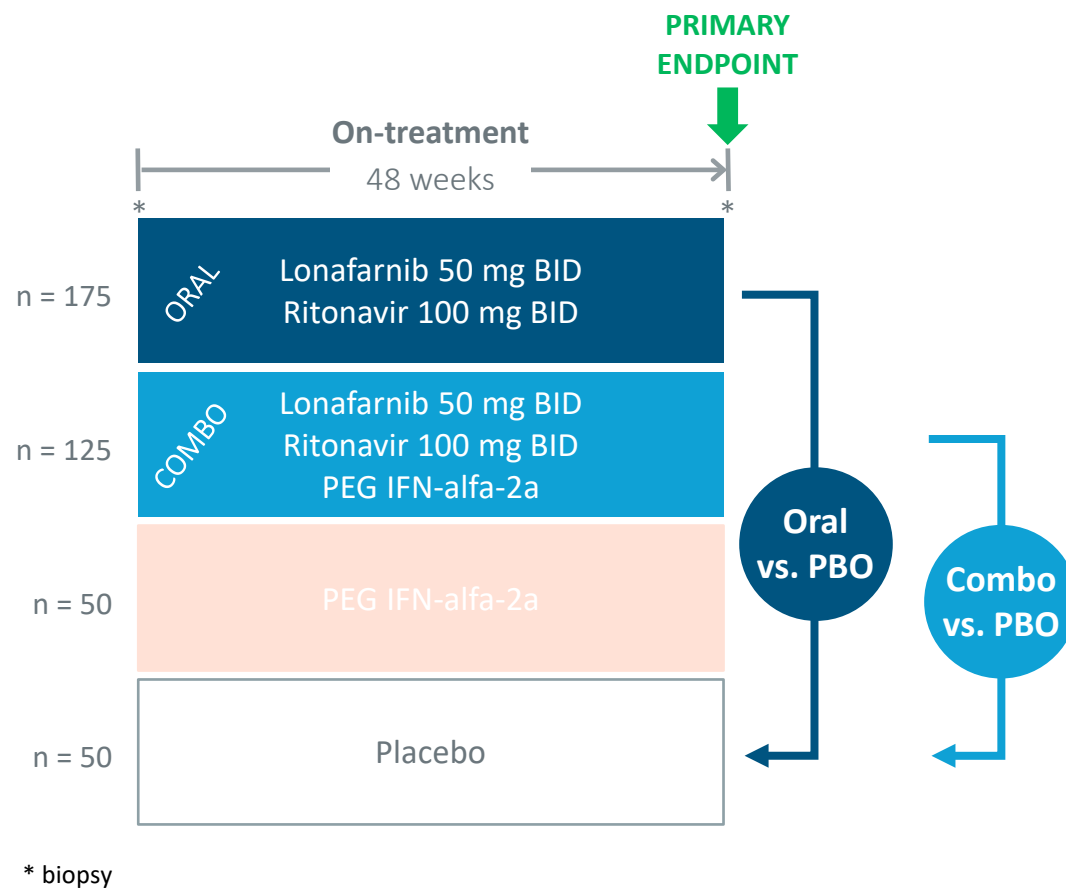 PRIMARY
ENDPOINT
On-treatment
48 weeks
*
*
n = 175
ORAL
Lonafarnib 50 mg BID
Ritonavir 100 mg BID
n = 125
COMBO
Lonafarnib 50 mg BID
Ritonavir 100 mg BID
PEG IFN-alfa-2a
n = 50
PEG IFN-alfa-2a
n = 50
Placebo
Oral
vs. PBO
Combo
vs. PBO
* biopsy